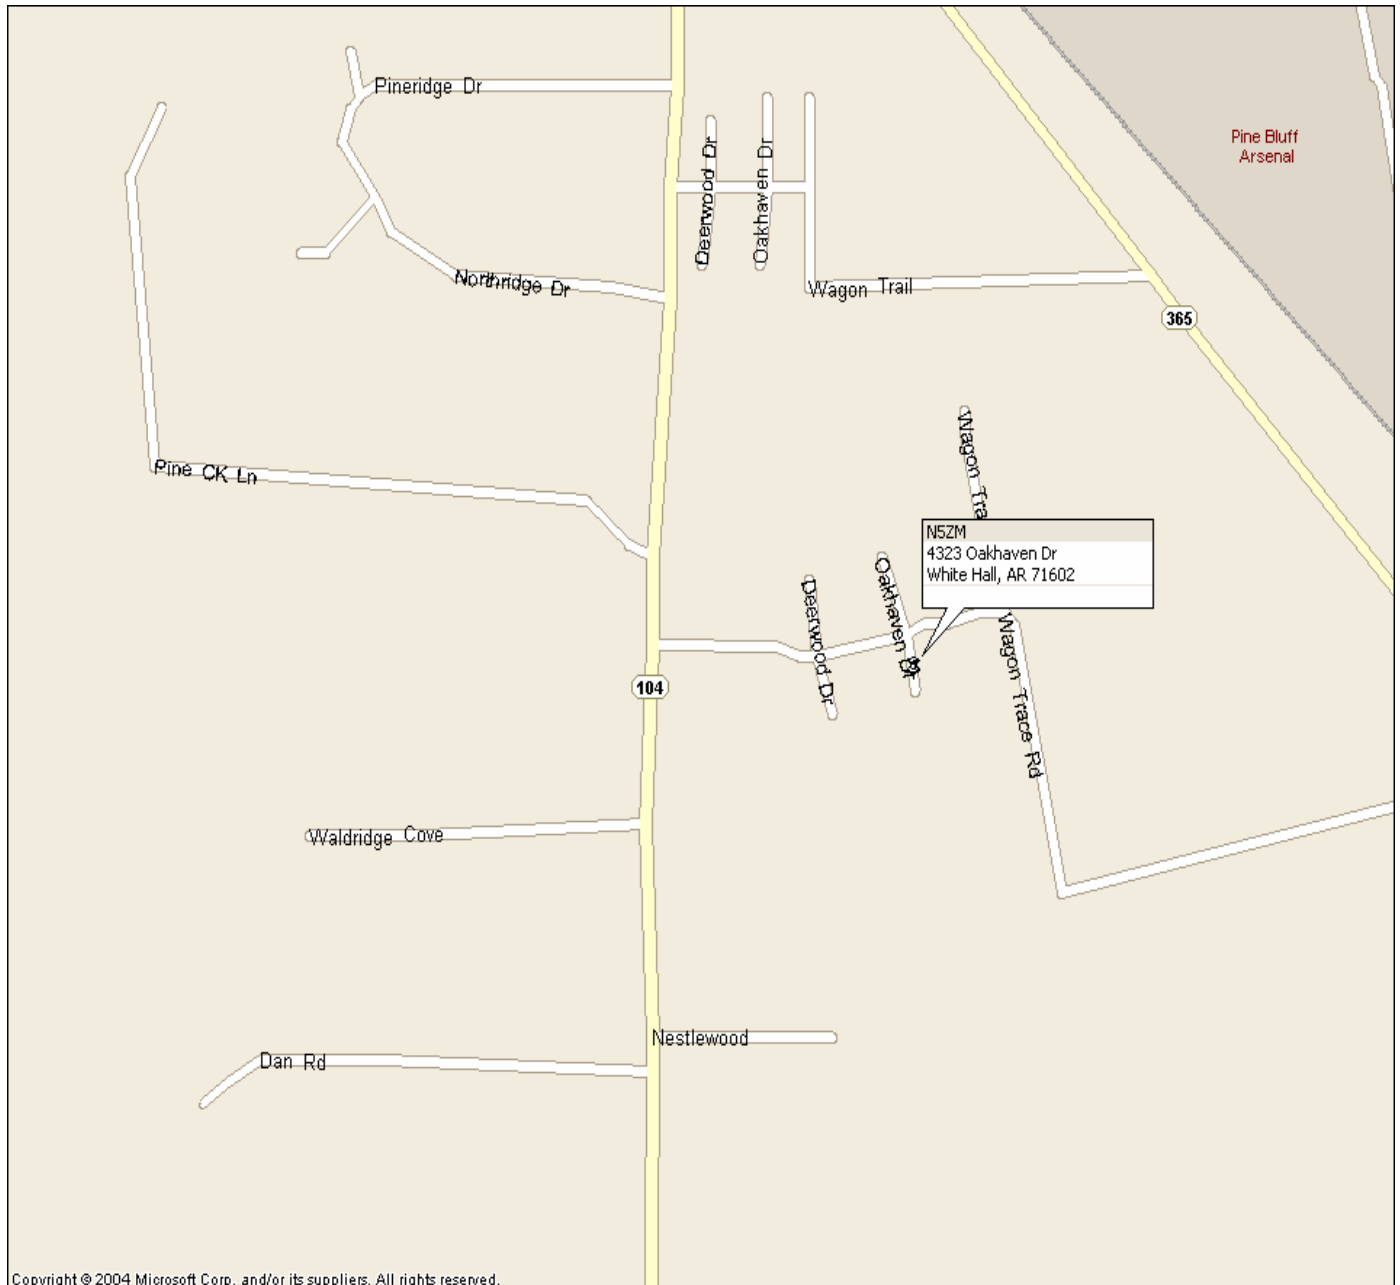 Pineridge Dr
Pine Bluff
Arsenal
Deerwood Dr
Oakhaven Dr
Northridge Dr
Wagon Trail
365
Wagon Tra
Pine CK Ln
N5ZM
4323 Oakhaven Dr
White Hall, AR 71602
Oakhaven Dr
Deerwood Dr
Wagon Trace Rd
104
Waldridge Cove
Nestlewood
Dan Rd
Copyright © 2004 Microsoft Corp. and/or its suppliers. All rights reserved.